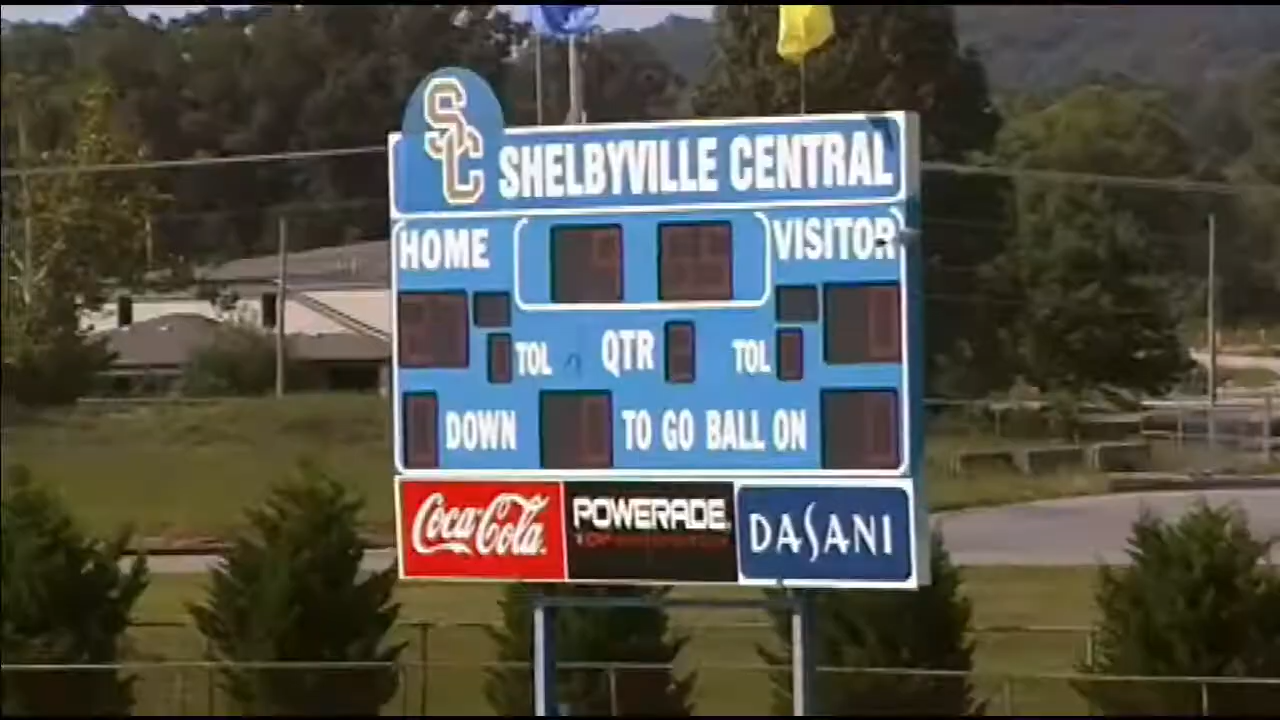 SC SHELBYVILLE CENTRAL
HOME VISITOR
TOL QTR TOL
DOWN TO GO BALL ON
Coca-Cola POWERADE DASANI